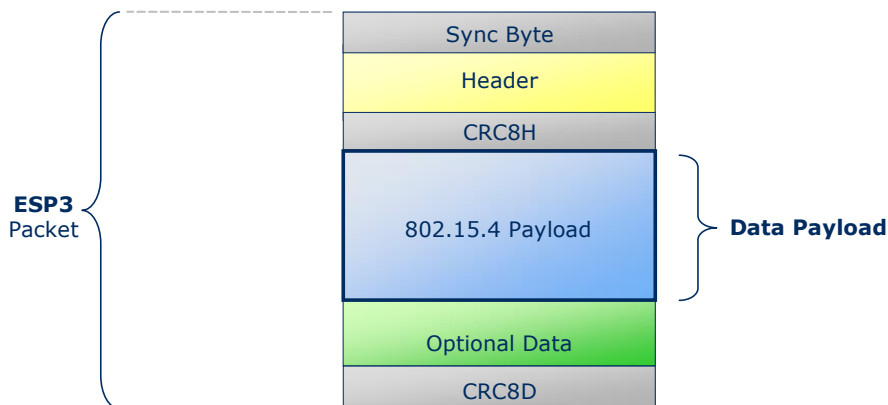 Sync Byte
Header
CRC8H
ESP3
Packet
802.15.4 Payload
Data Payload
Optional Data
CRC8D